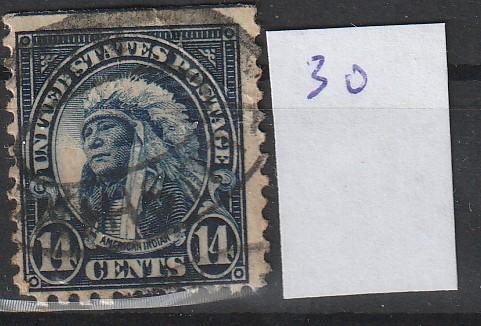 UNITED STATES POSTAGE
AMERICAN INDIAN
14 CENTS 14
30